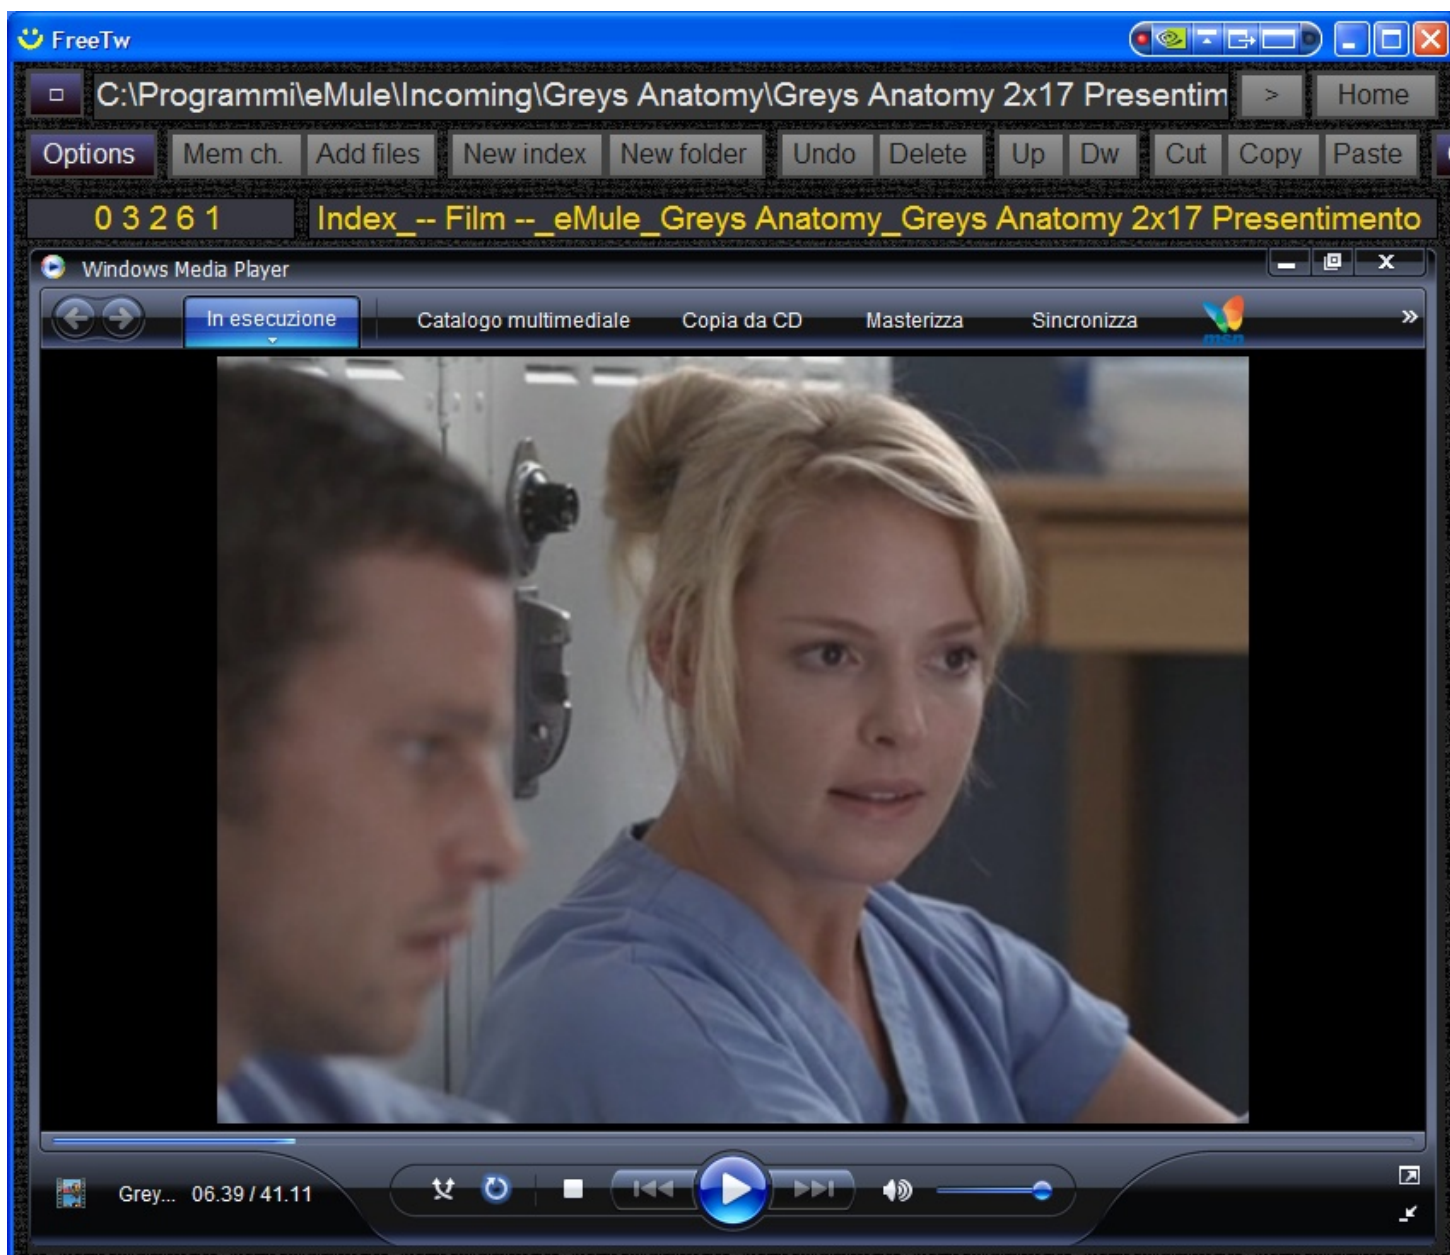 FreeTw
C:\Programmi\eMule\Incoming\Greys Anatomy\Greys Anatomy 2x17 Presentim > Home
Options Mem ch. Add files New index New folder Undo Delete Up Dw Cut Copy Paste
0 3 2 6 1 Index_-- Film --_eMule_Greys Anatomy_Greys Anatomy 2x17 Presentimento
Windows Media Player
In esecuzione Catalogo multimediale Copia da CD Masterizza Sincronizza msn »
Grey... 06.39 / 41.11